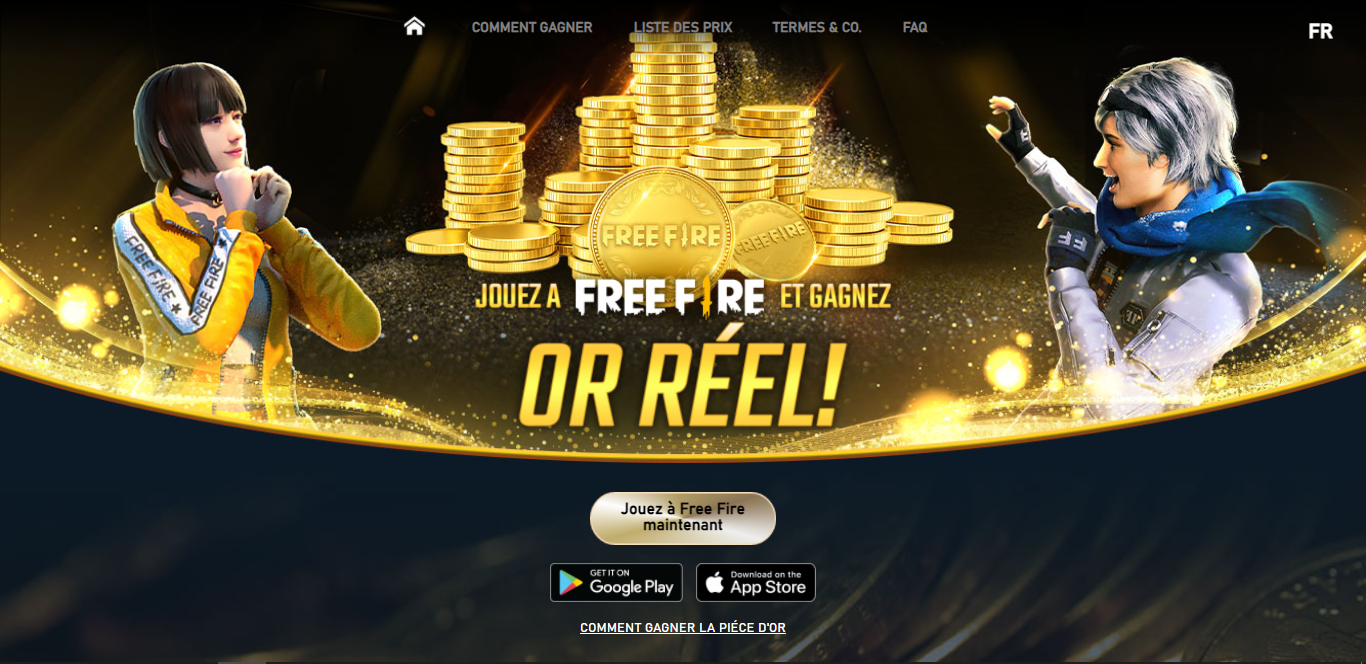 COMMENT GAGNER
LISTE DES PRIX
TERMES & CO.
FAQ
FR
FREE FIRE
FREE FIRE
FREE FIRE
FREE FIRE
FF
JOUEZ A FREE FIRE ET GAGNEZ
OR RÉEL!
Jouez à Free Fire
maintenant
GET IT ON
Google Play
Download on the
App Store
COMMENT GAGNER LA PIÉCE D'OR